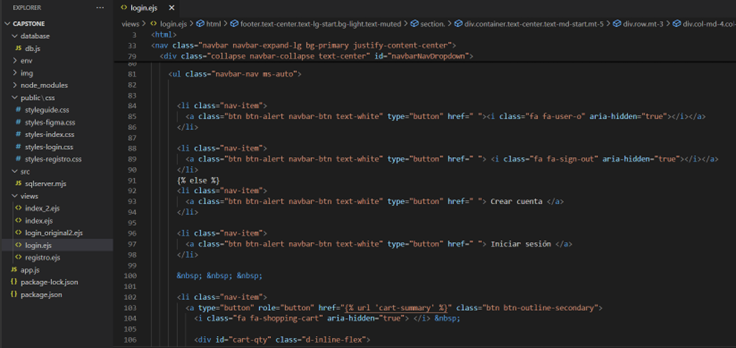 EXPLORER
CAPSTONE
database
db.js
env
img
node_modules
public\css
styleguide.css
styles-figma.css
styles-index.css
styles-login.css
styles-registro.css
src
sqlserver.mjs
views
index_2.ejs
index.ejs
login_original2.ejs
login.ejs
registro.ejs
app.js
package-lock.json
package.json
login.ejs
views > login.ejs > html > footer.text-center.text-lg-start.bg-light.text-muted > section. > div.container.text-center.text-md-start.mt-5 > div.row.mt-3 > div.col-md-4.col-
3 <html>
33 <nav class="navbar navbar-expand-lg bg-primary justify-content-center">
79 <div class="collapse navbar-collapse text-center" id="navbarNavDropdown">
80
81 <ul class="navbar-nav ms-auto">
82
83
84 <li class="nav-item">
85 <a class="btn btn-alert navbar-btn text-white" type="button" href=" "><i class="fa fa-user-o" aria-hidden="true"></i></a>
86 </li>
87
88
89 <li class="nav-item">
89 <a class="btn btn-alert navbar-btn text-white" type="button" href=" "> <i class="fa fa-sign-out" aria-hidden="true"></i></a>
90 </li>
91 {% else %}
92 <li class="nav-item">
93 <a class="btn btn-alert navbar-btn text-white" type="button" href=" "> Crear cuenta </a>
94 </li>
95
96 <li class="nav-item">
97 <a class="btn btn-alert navbar-btn text-white" type="button" href=" "> Iniciar sesión </a>
98 </li>
99
100 &nbsp; &nbsp; &nbsp;
101
102 <li class="nav-item">
103 <a type="button" role="button" href="{% url 'cart-summary' %}" class="btn btn-outline-secondary">
104 <i class="fa fa-shopping-cart" aria-hidden="true"> </i> &nbsp;
105
106 <div id="cart-qty" class="d-inline-flex">